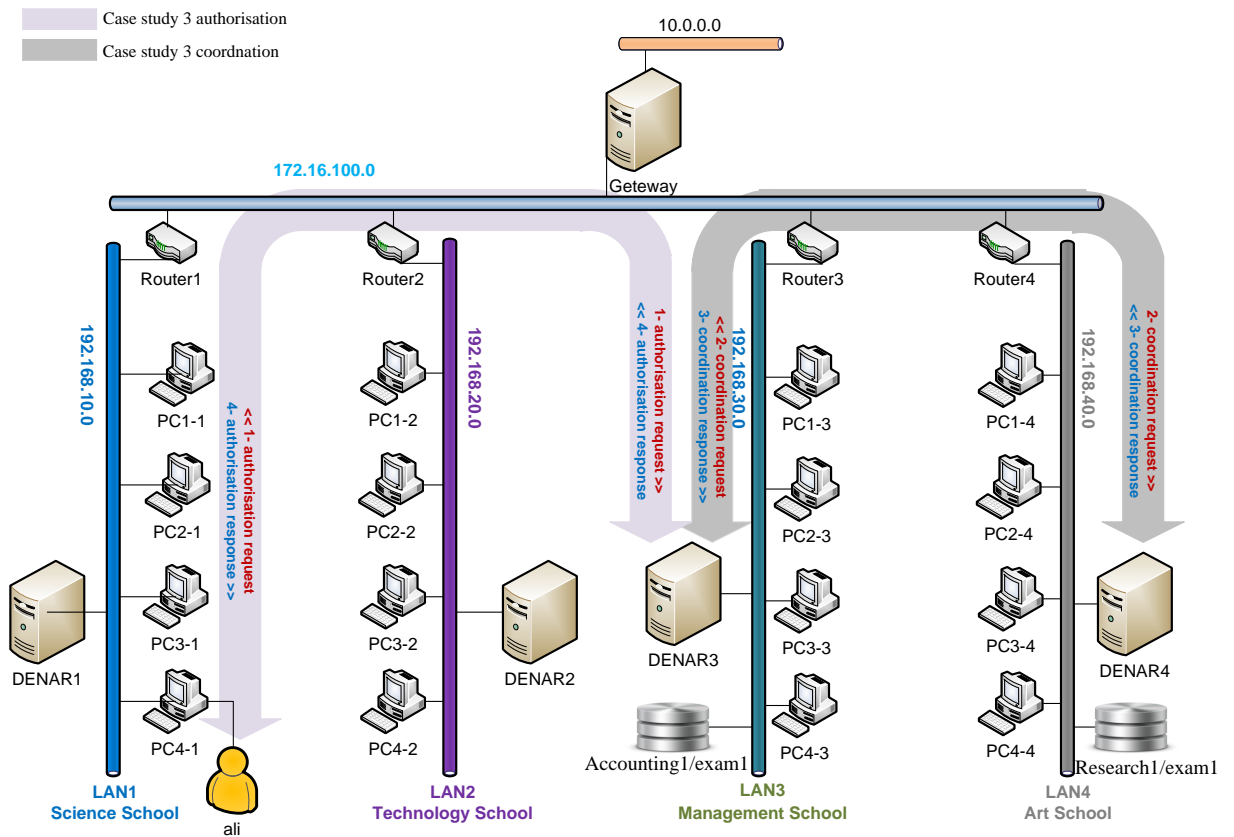 Case study 3 authorisation
Case study 3 coordnation
10.0.0.0
Geteway
172.16.100.0
Router1
Router2
Router3
Router4
192.168.10.0
192.168.20.0
192.168.30.0
192.168.40.0
<< 1- authorisation request
4- authorisation response >>
1- authorisation request >>
<< 4- authorisation response
<< 2- coordination request
3- coordination response >>
2- coordination request >>
<< 3- coordination response
PC1-1
PC1-2
PC1-3
PC1-4
PC2-1
PC2-2
PC2-3
PC2-4
PC3-1
PC3-2
PC3-3
PC3-4
DENAR1
DENAR2
DENAR3
DENAR4
PC4-1
PC4-2
PC4-3
PC4-4
Accounting1/exam1
Research1/exam1
LAN1
Science School
ali
LAN2
Technology School
LAN3
Management School
LAN4
Art School